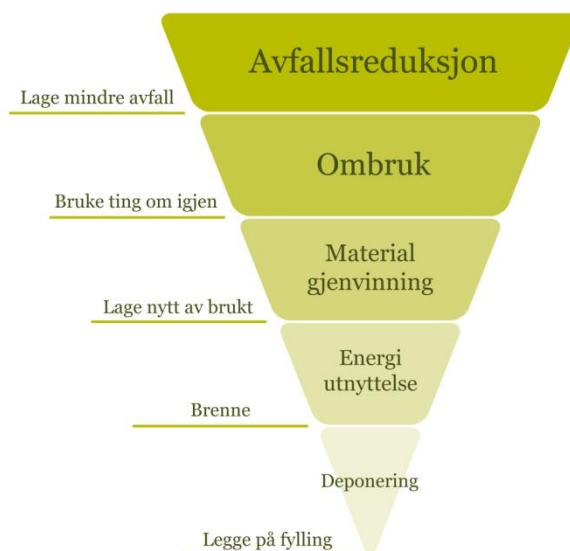 Avfallsreduksjon
Lage mindre avfall
Ombruk
Bruke ting om igjen
Material
gjenvinning
Lage nytt av brukt
Energi
utnyttelse
Brenne
Deponering
Legge på fylling